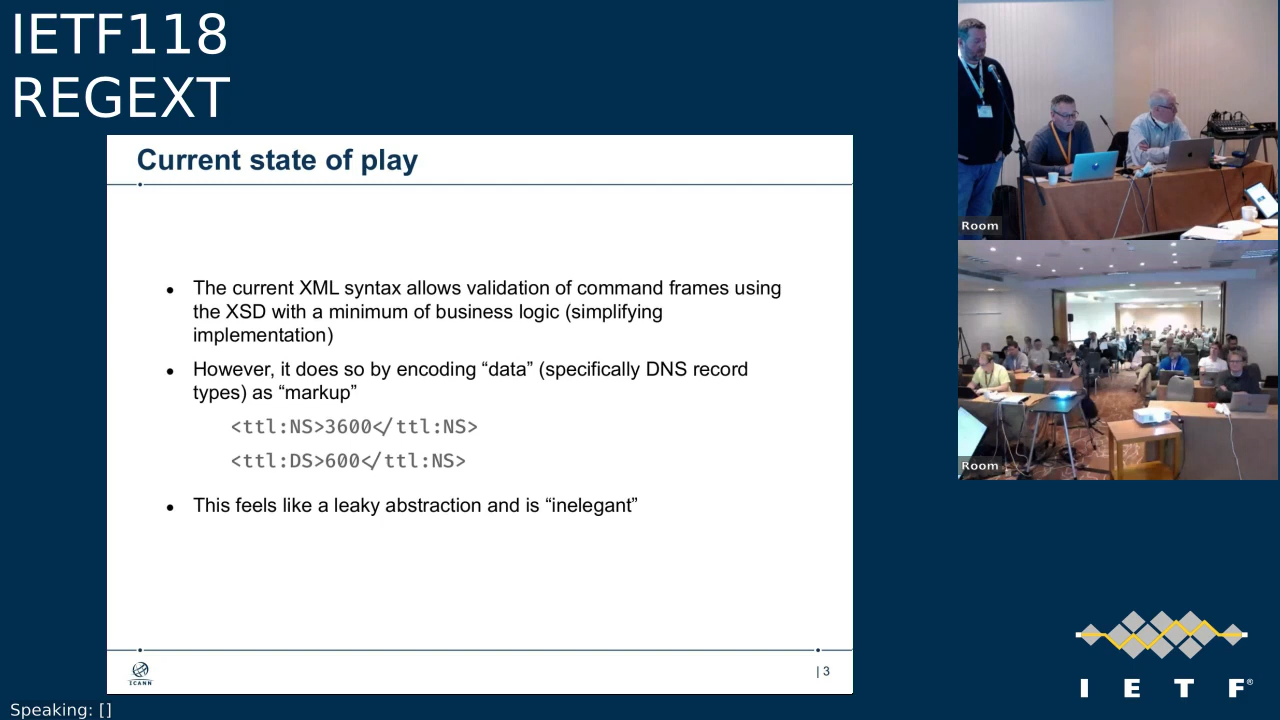 IETF118
REGEXT
Current state of play
• The current XML syntax allows validation of command frames using
the XSD with a minimum of business logic (simplifying
implementation)
• However, it does so by encoding “data” (specifically DNS record
types) as “markup”
<ttl:NS>3600</ttl:NS>
<ttl:DS>600</ttl:NS>
• This feels like a leaky abstraction and is “inelegant”
ICANN
| 3
Room
Room
I E T F®
Speaking: []